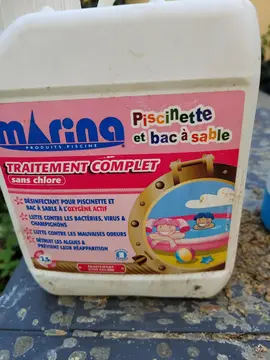 marina
PRODUITS PISCINE
Piscinette
et bac à sable
TRAITEMENT COMPLET
sans chlore
DÉSINFECTANT POUR PISCINETTE ET
BAC À SABLE À L'OXYGÈNE ACTIF
LUTTE CONTRE LES BACTÉRIES, VIRUS &
CHAMPIGNONS
LUTTE CONTRE LES MAUVAISES ODEURS
DÉTRUIT LES ALGUES &
PRÉVIENT LEUR RÉAPPARITION